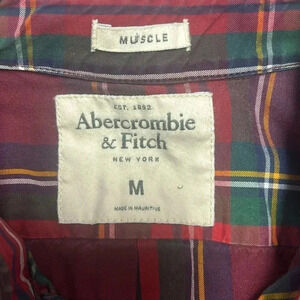 MUSCLE
EST. 1892
Abercrombie
& Fitch
NEW YORK
M
MADE IN MAURITIUS